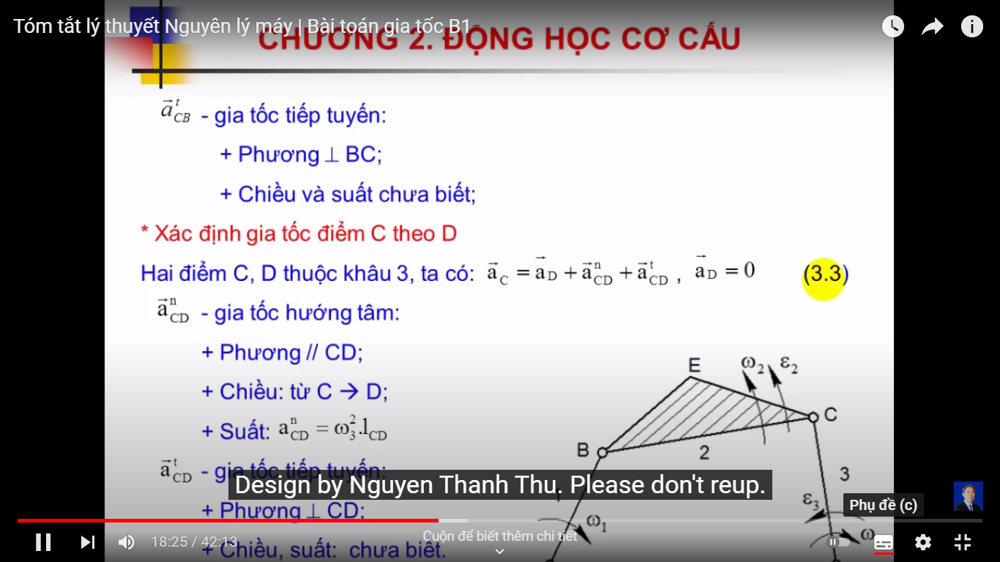 Tóm tắt lý thuyết Nguyên lý máy | Bài toán gia tốc B1
CHƯƠNG 2. ĐỘNG HỌC CƠ CẤU
a⃗ᵗCB - gia tốc tiếp tuyến:
+ Phương ⊥ BC;
+ Chiều và suất chưa biết;
* Xác định gia tốc điểm C theo D
Hai điểm C, D thuộc khâu 3, ta có: a⃗C = a⃗D + a⃗ⁿCD + a⃗ᵗCD , a⃗D = 0 (3.3)
a⃗ⁿCD - gia tốc hướng tâm:
+ Phương // CD;
+ Chiều: từ C → D;
+ Suất: aⁿCD = ω₃².lCD
a⃗ᵗCD - gia tốc tiếp tuyến:
+ Phương ⊥ CD;
+ Chiều, suất: chưa biết.
E
ω₂
ε₂
C
B
2
3
ε₃
ω₁
Design by Nguyen Thanh Thu. Please don't reup.
Phụ đề (c)
18:25 / 42:13
Cuộn để biết thêm chi tiết